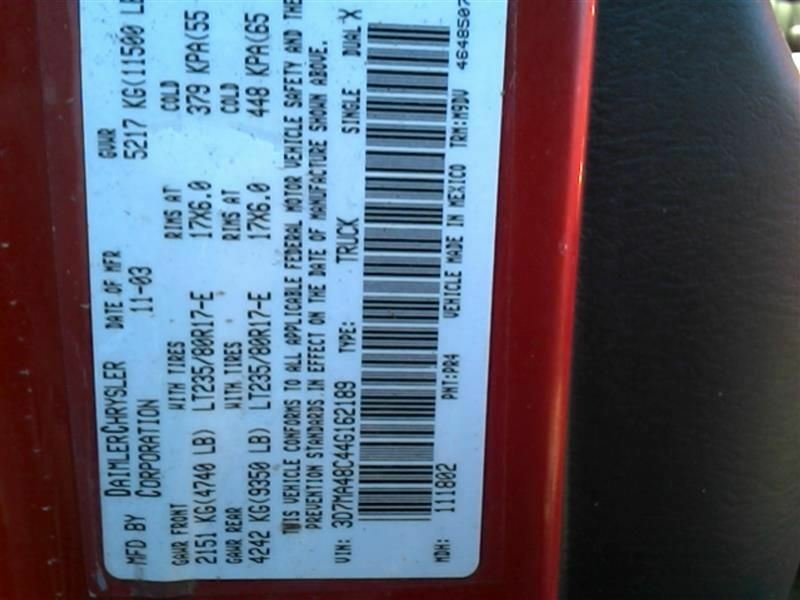 MFD BY DAIMLERCHRYSLER DATE OF MFR GVWR
CORPORATION 11-03 5217 KG(11500 LB
GAWR FRONT WITH TIRES RIMS AT COLD
2151 KG(4740 LB) LT235/80R17-E 17X6.0 379 KPA(55
GAWR REAR WITH TIRES RIMS AT COLD
4242 KG(9350 LB) LT235/80R17-E 17X6.0 448 KPA(65
THIS VEHICLE CONFORMS TO ALL APPLICABLE FEDERAL MOTOR VEHICLE SAFETY AND THE
PREVENTION STANDARDS IN EFFECT ON THE DATE OF MANUFACTURE SHOWN ABOVE.
VIN: 3D7MA48C44G162189 TYPE: TRUCK SINGLE DUAL X
MDH: 111802 PNT:PR4 VEHICLE MADE IN MEXICO TRM:M9DV 4648507